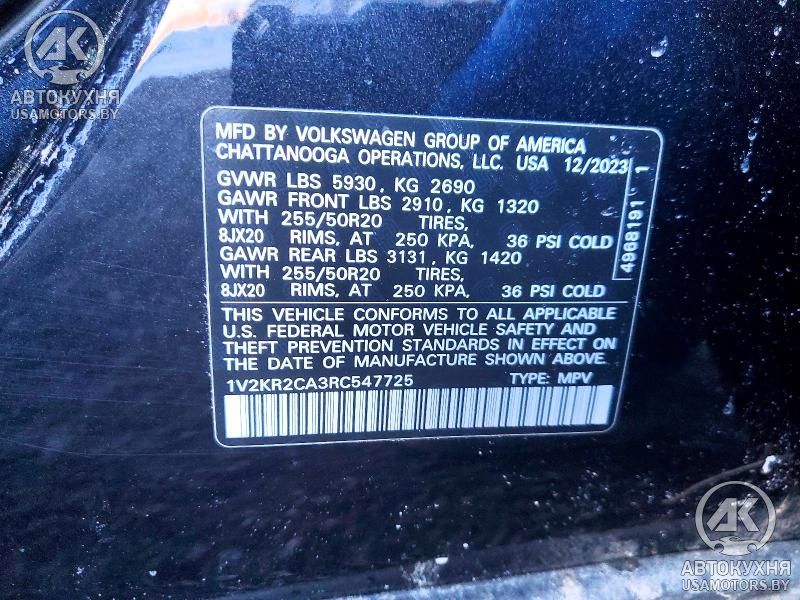 АК
АВТОКУХНЯ
USAMOTORS.BY
MFD BY VOLKSWAGEN GROUP OF AMERICA
CHATTANOOGA OPERATIONS, LLC. USA 12/2023
GVWR LBS 5930, KG 2690
GAWR FRONT LBS 2910, KG 1320
WITH 255/50R20 TIRES,
8JX20 RIMS, AT 250 KPA, 36 PSI COLD
GAWR REAR LBS 3131, KG 1420
WITH 255/50R20 TIRES,
8JX20 RIMS, AT 250 KPA, 36 PSI COLD
4968191 1
THIS VEHICLE CONFORMS TO ALL APPLICABLE
U.S. FEDERAL MOTOR VEHICLE SAFETY AND
THEFT PREVENTION STANDARDS IN EFFECT ON
THE DATE OF MANUFACTURE SHOWN ABOVE.
1V2KR2CA3RC547725 TYPE: MPV
АК
АВТОКУХНЯ
USAMOTORS.BY